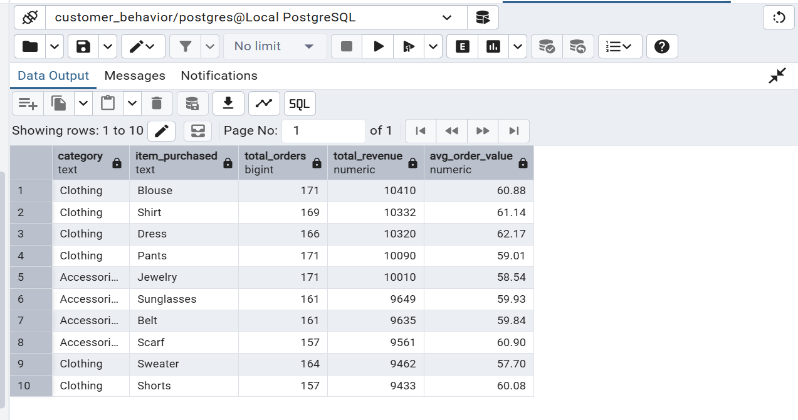 customer_behavior/postgres@Local PostgreSQL
No limit
E
Data Output Messages Notifications
SQL
Showing rows: 1 to 10 Page No: 1 of 1
category item_purchased total_orders total_revenue avg_order_value
text text bigint numeric numeric
1 Clothing Blouse 171 10410 60.88
2 Clothing Shirt 169 10332 61.14
3 Clothing Dress 166 10320 62.17
4 Clothing Pants 171 10090 59.01
5 Accessori... Jewelry 171 10010 58.54
6 Accessori... Sunglasses 161 9649 59.93
7 Accessori... Belt 161 9635 59.84
8 Accessori... Scarf 157 9561 60.90
9 Clothing Sweater 164 9462 57.70
10 Clothing Shorts 157 9433 60.08